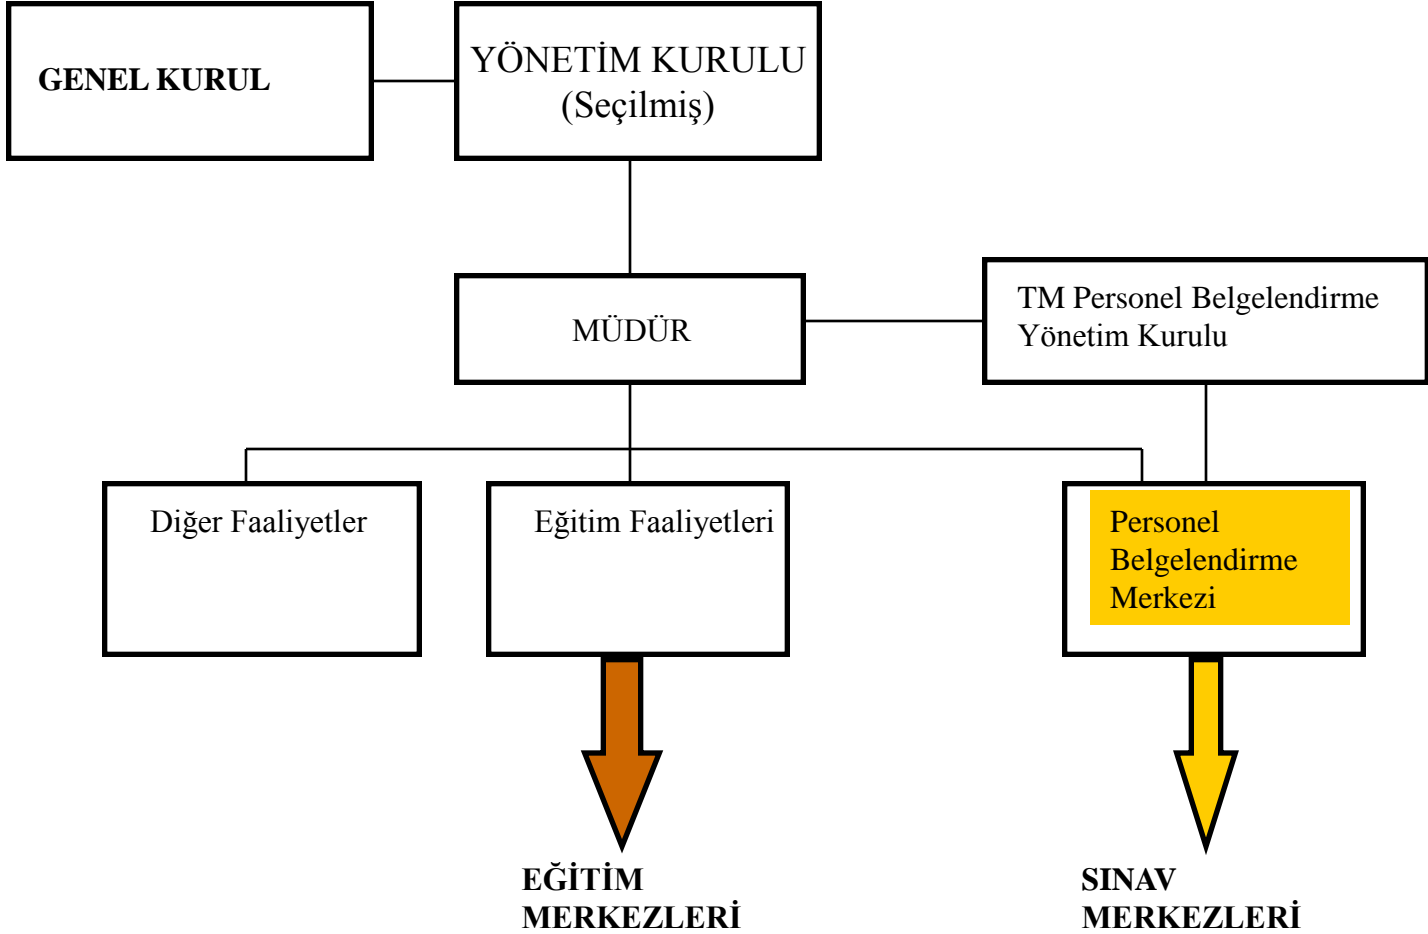 GENEL KURUL
YÖNETİM KURULU
(Seçilmiş)
MÜDÜR
TM Personel Belgelendirme
Yönetim Kurulu
Diğer Faaliyetler
Eğitim Faaliyetleri
Personel
Belgelendirme
Merkezi
EĞİTİM
MERKEZLERİ
SINAV
MERKEZLERİ